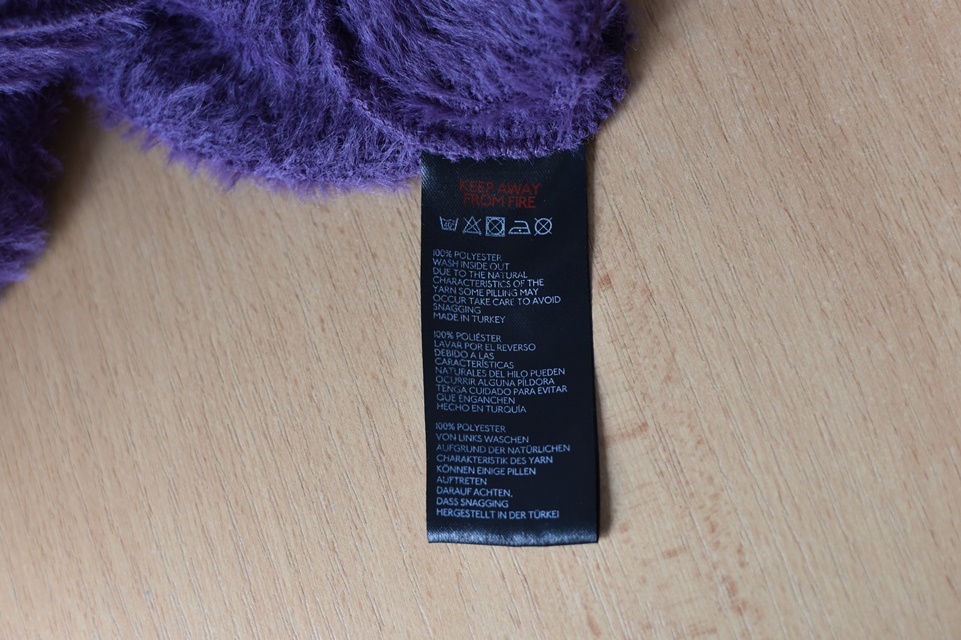 KEEP AWAY
FROM FIRE
100% POLYESTER
WASH INSIDE OUT
DUE TO THE NATURAL
CHARACTERISTICS OF THE
YARN SOME PILLING MAY
OCCUR TAKE CARE TO AVOID
SNAGGING
MADE IN TURKEY
100% POLIÉSTER
LAVAR POR EL REVERSO
DEBIDO A LAS
CARACTERÍSTICAS
NATURALES DEL HILO PUEDEN
OCURRIR ALGUNA PÍLDORA
TENGA CUIDADO PARA EVITAR
QUE ENGANCHEN
HECHO EN TURQUÍA
100% POLYESTER
VON LINKS WASCHEN
AUFGRUND DER NATÜRLICHEN
CHARAKTERISTIK DES YARN
KÖNNEN EINIGE PILLEN
AUFTRETEN
DARAUF ACHTEN,
DASS SNAGGING
HERGESTELLT IN DER TÜRKEI